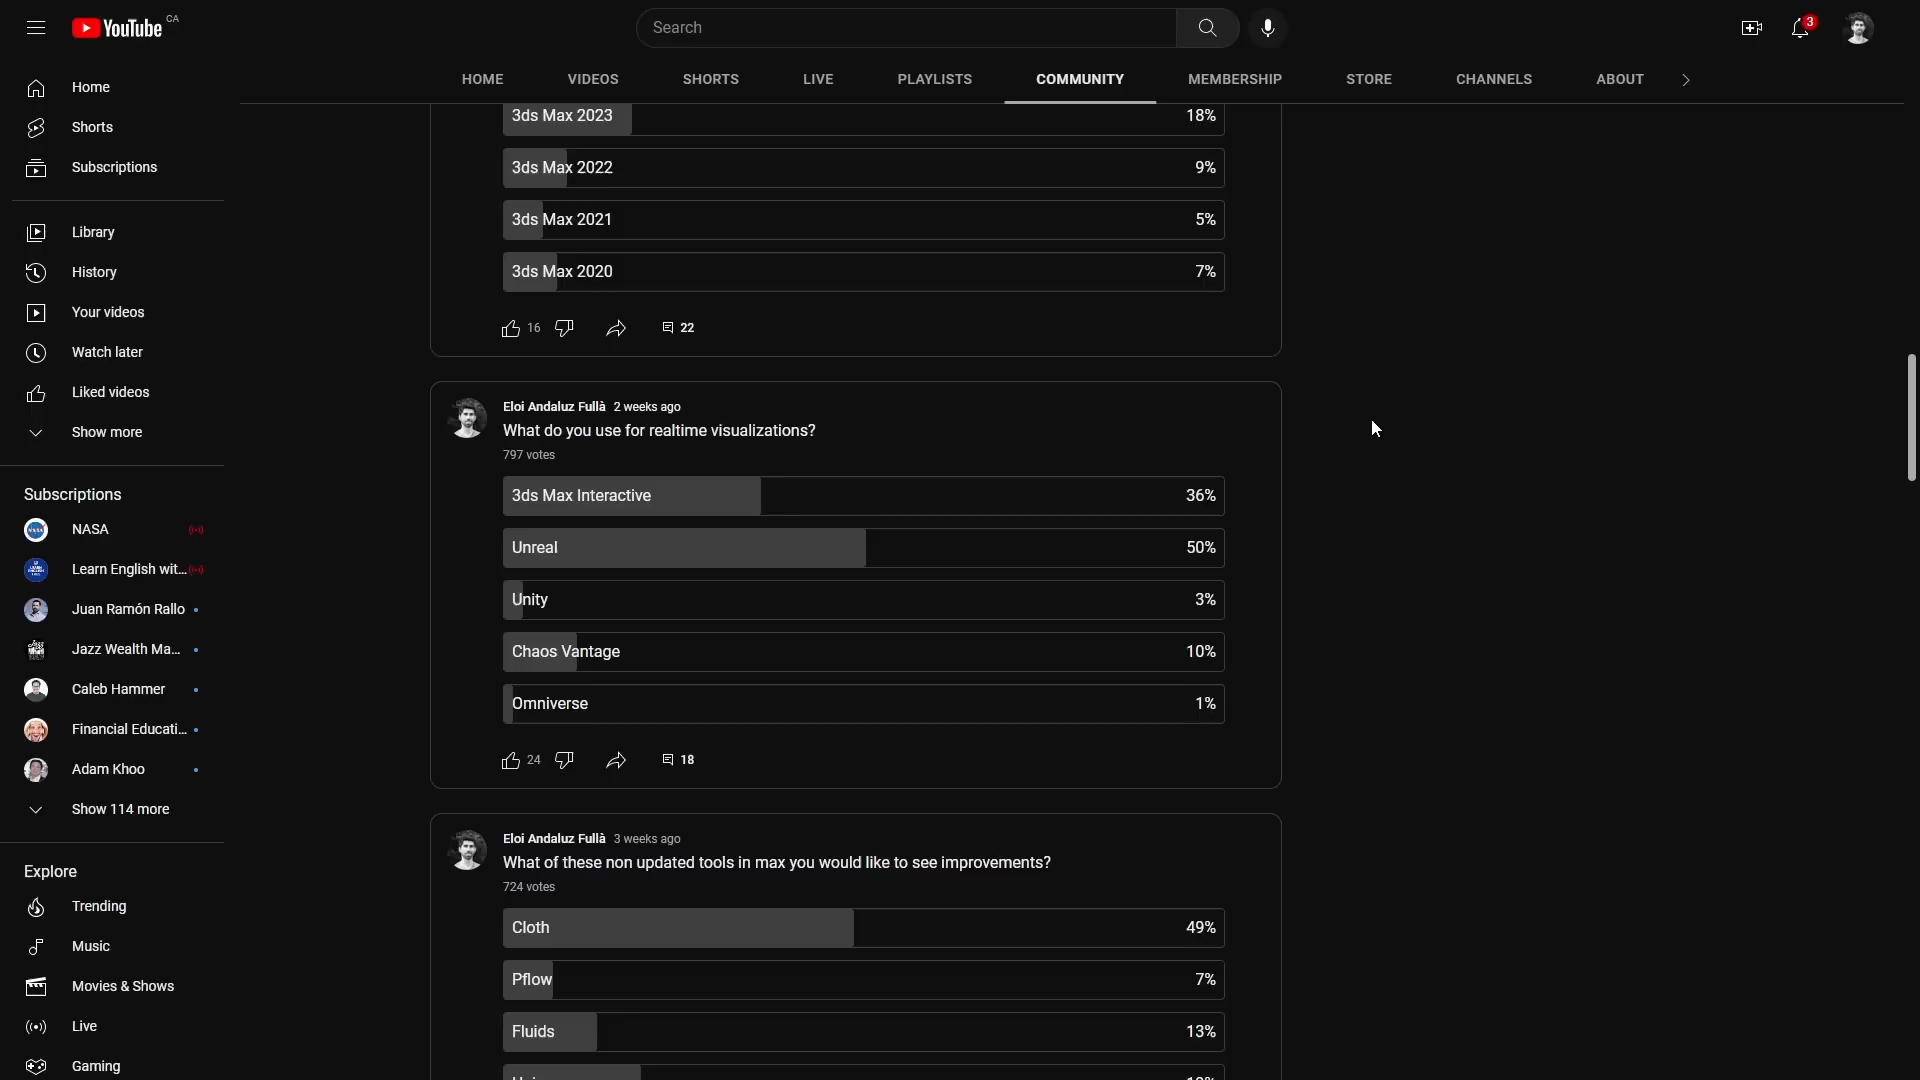 YouTube CA
Search
3
HOME VIDEOS SHORTS LIVE PLAYLISTS COMMUNITY MEMBERSHIP STORE CHANNELS ABOUT
Home
Shorts
Subscriptions
Library
History
Your videos
Watch later
Liked videos
Show more
Subscriptions
NASA
Learn English wit...
Juan Ramón Rallo
Jazz Wealth Ma...
Caleb Hammer
Financial Educati...
Adam Khoo
Show 114 more
Explore
Trending
Music
Movies & Shows
Live
Gaming
3ds Max 2023 18%
3ds Max 2022 9%
3ds Max 2021 5%
3ds Max 2020 7%
16 22
Eloi Andaluz Fullà 2 weeks ago
What do you use for realtime visualizations?
797 votes
3ds Max Interactive 36%
Unreal 50%
Unity 3%
Chaos Vantage 10%
Omniverse 1%
24 18
Eloi Andaluz Fullà 3 weeks ago
What of these non updated tools in max you would like to see improvements?
724 votes
Cloth 49%
Pflow 7%
Fluids 13%